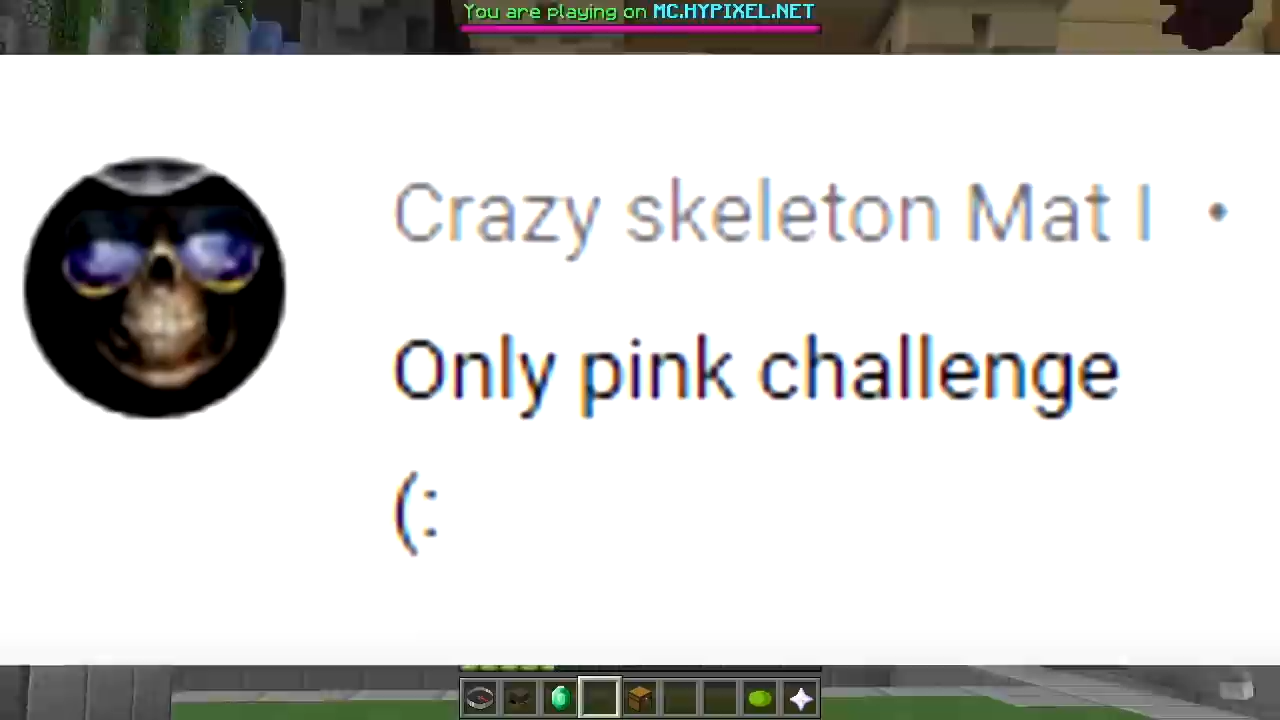 You are playing on MC.HYPIXEL.NET
Crazy skeleton Mat I •
Only pink challenge
(: